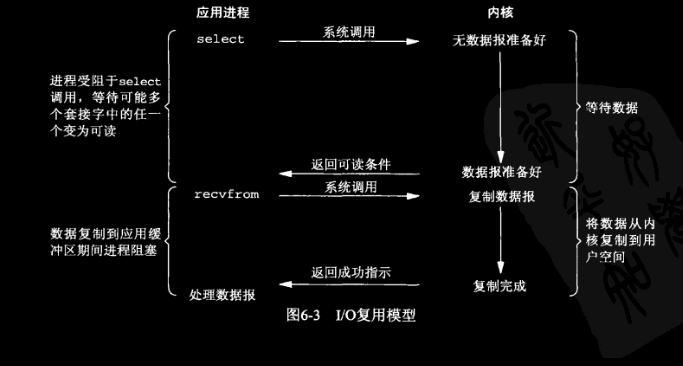 应用进程
内核
select
系统调用
无数据报准备好
进程受阻于select
调用，等待可能多
个套接字中的任一
个变为可读
等待数据
返回可读条件
数据报准备好
recvfrom
系统调用
复制数据报
数据复制到应用缓
冲区期间进程阻塞
将数据从内
核复制到用
户空间
返回成功指示
处理数据报
复制完成
图6-3 I/O复用模型